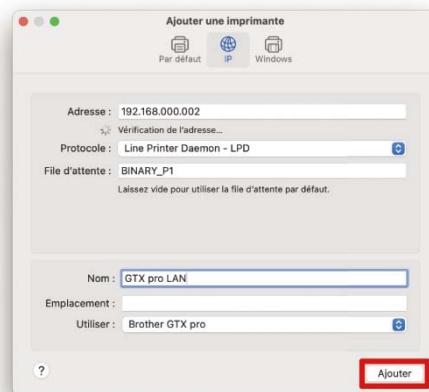 Ajouter une imprimante
Par défaut
IP
Windows
Adresse : 192.168.000.002
Vérification de l'adresse...
Protocole : Line Printer Daemon - LPD
File d'attente : BINARY_P1
Laissez vide pour utiliser la file d'attente par défaut.
Nom : GTX pro LAN
Emplacement :
Utiliser : Brother GTX pro
?
Ajouter